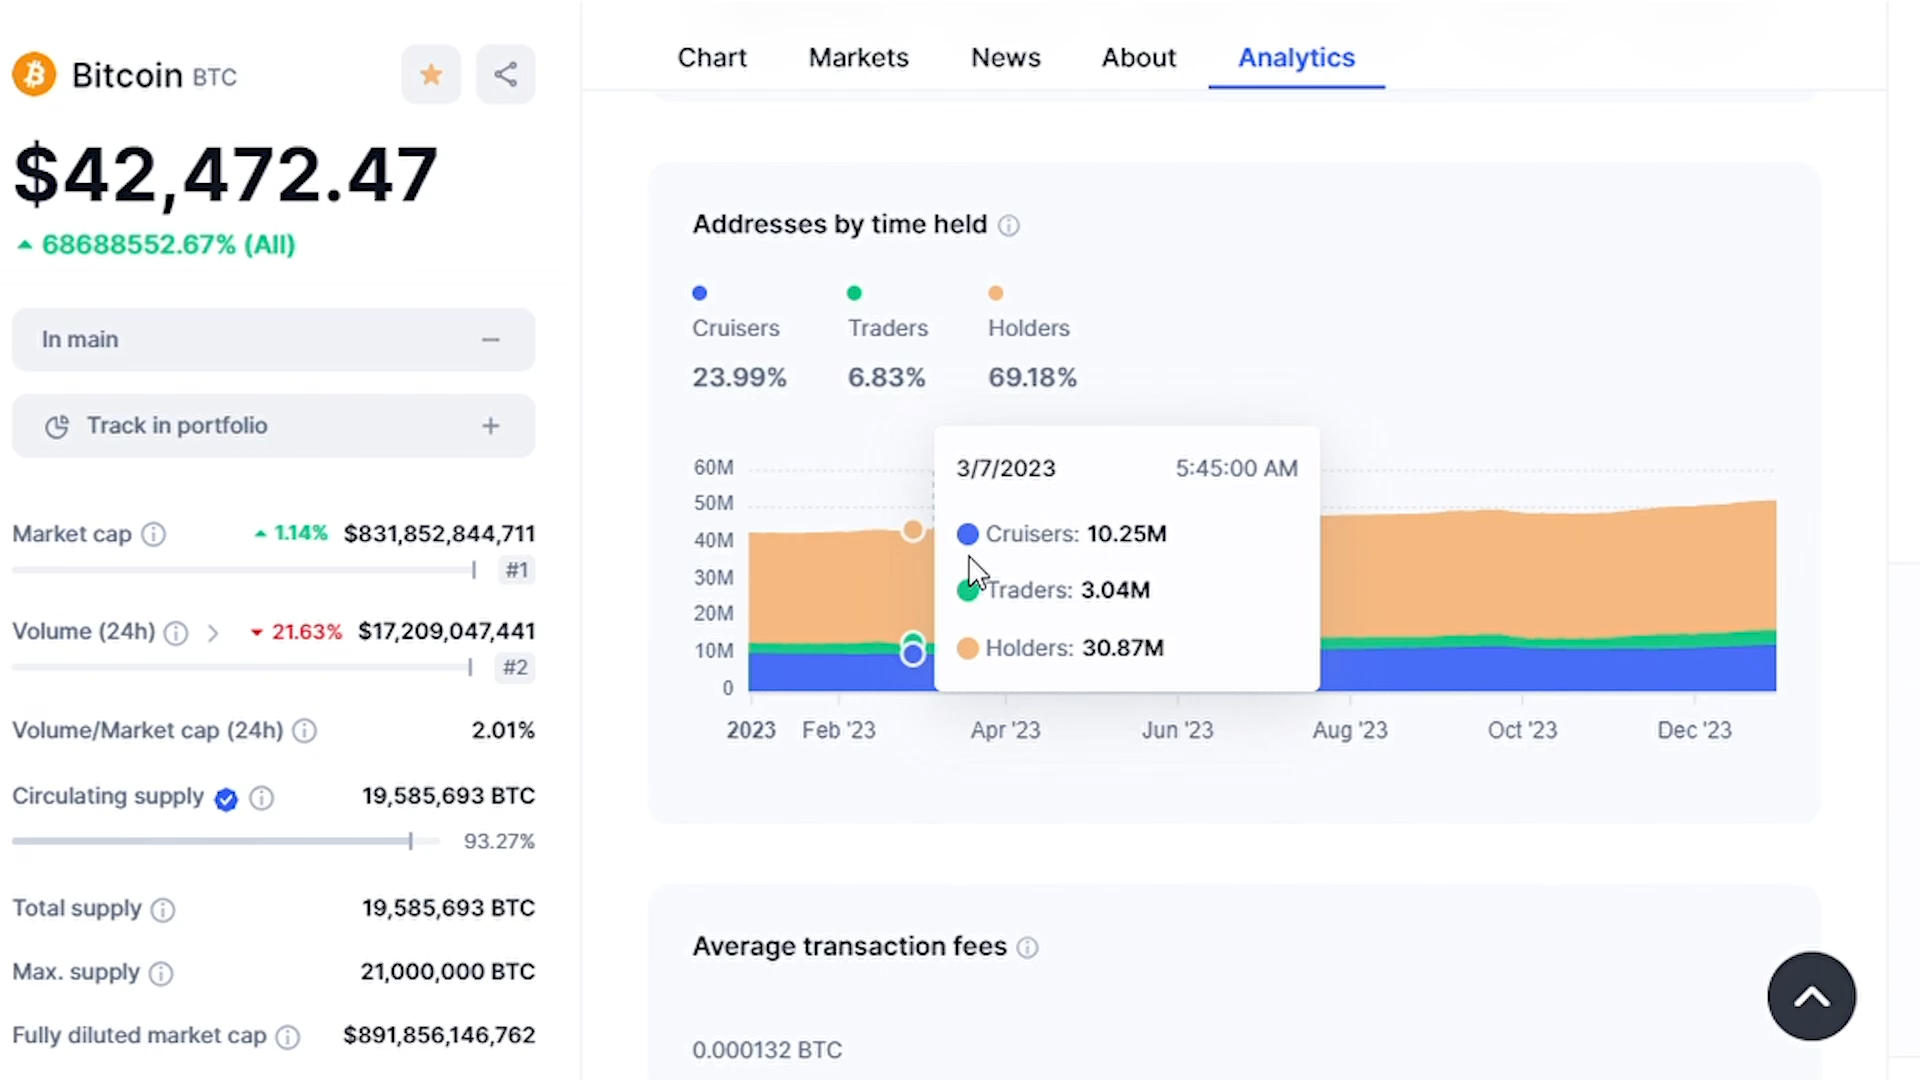 Bitcoin BTC
$42,472.47
68688552.67% (All)
In main
Track in portfolio
Market cap 1.14% $831,852,844,711
#1
Volume (24h) 21.63% $17,209,047,441
#2
Volume/Market cap (24h) 2.01%
Circulating supply 19,585,693 BTC
93.27%
Total supply 19,585,693 BTC
Max. supply 21,000,000 BTC
Fully diluted market cap $891,856,146,762
Chart Markets News About Analytics
Addresses by time held
Cruisers Traders Holders
23.99% 6.83% 69.18%
60M
50M
40M
30M
20M
10M
0
3/7/2023 5:45:00 AM
Cruisers: 10.25M
Traders: 3.04M
Holders: 30.87M
2023 Feb '23 Apr '23 Jun '23 Aug '23 Oct '23 Dec '23
Average transaction fees
0.000132 BTC